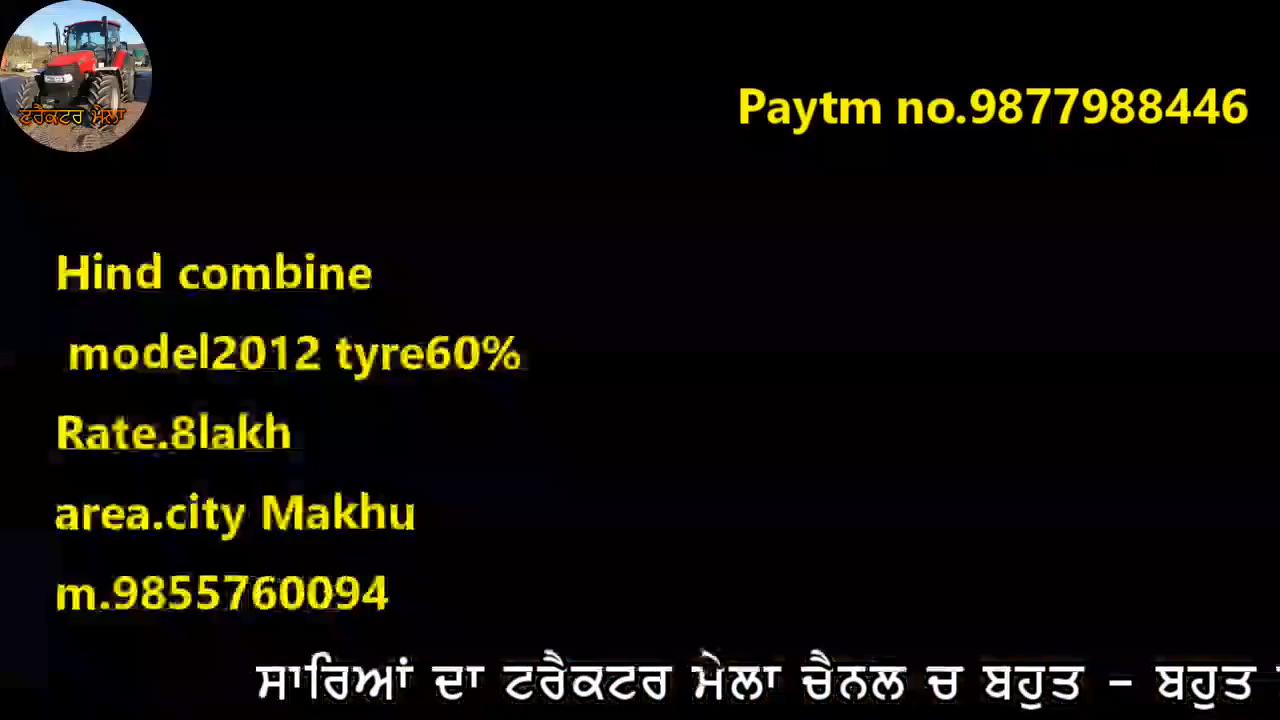 ਟਰੈਕਟਰ ਮੇਲਾ
Paytm no.9877988446
Hind combine
model2012 tyre60%
Rate.8lakh
area.city Makhu
m.9855760094
ਸਾਰਿਆਂ ਦਾ ਟਰੈਕਟਰ ਮੇਲਾ ਚੈਨਲ ਚ ਬਹੁਤ - ਬਹੁਤ